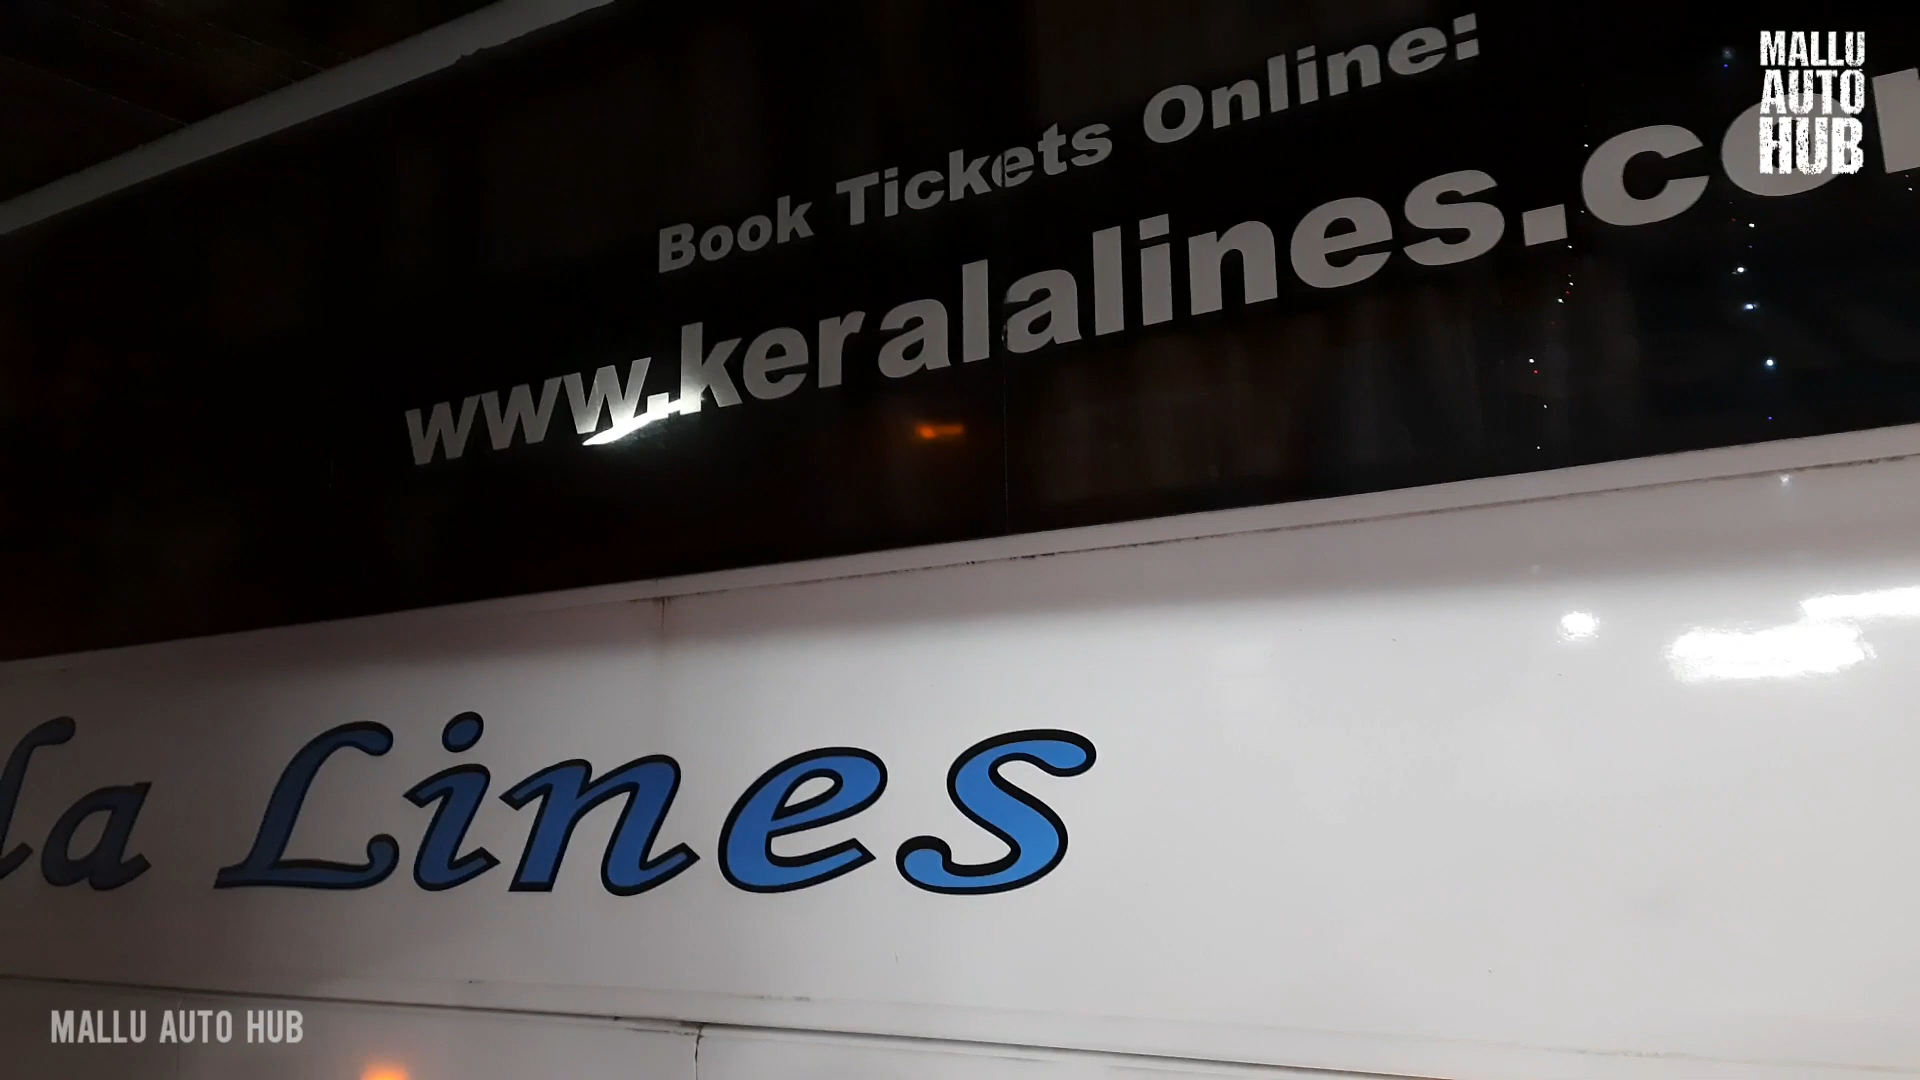 MALLU
AUTO
HUB
Book Tickets Online:
www.keralalines.co
la Lines
MALLU AUTO HUB